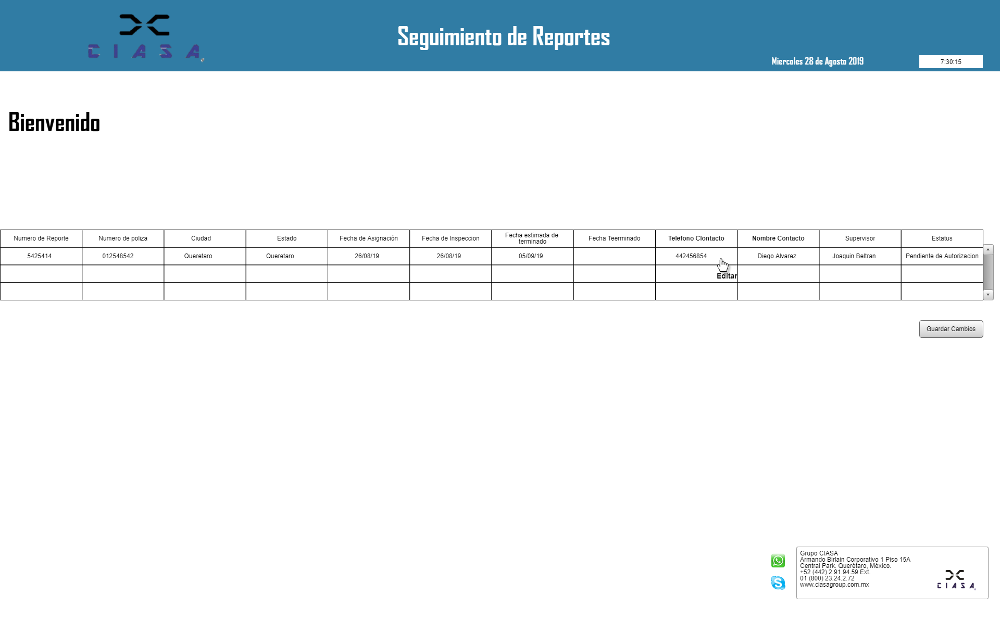 CIASA
Seguimiento de Reportes
Miercoles 28 de Agosto 2019
7:30:15
Bienvenido
Numero de Reporte
Numero de poliza
Ciudad
Estado
Fecha de Asignación
Fecha de Inspeccion
Fecha estimada de
terminado
Fecha Teerminado
Telefono Clontacto
Nombre Contacto
Supervisor
Estatus
5425414
012548542
Queretaro
Queretaro
26/08/19
26/08/19
05/09/19
442456854
Diego Alvarez
Joaquin Beltran
Pendiente de Autorizacion
Editar
Guardar Cambios
Grupo CIASA
Armando Birlain Corporativo 1 Piso 15A
Central Park. Querétaro, México.
+52 (442) 2.91.94.59 Ext.
01 (800) 23.24.2.72
www.ciasagroup.com.mx
CIASA